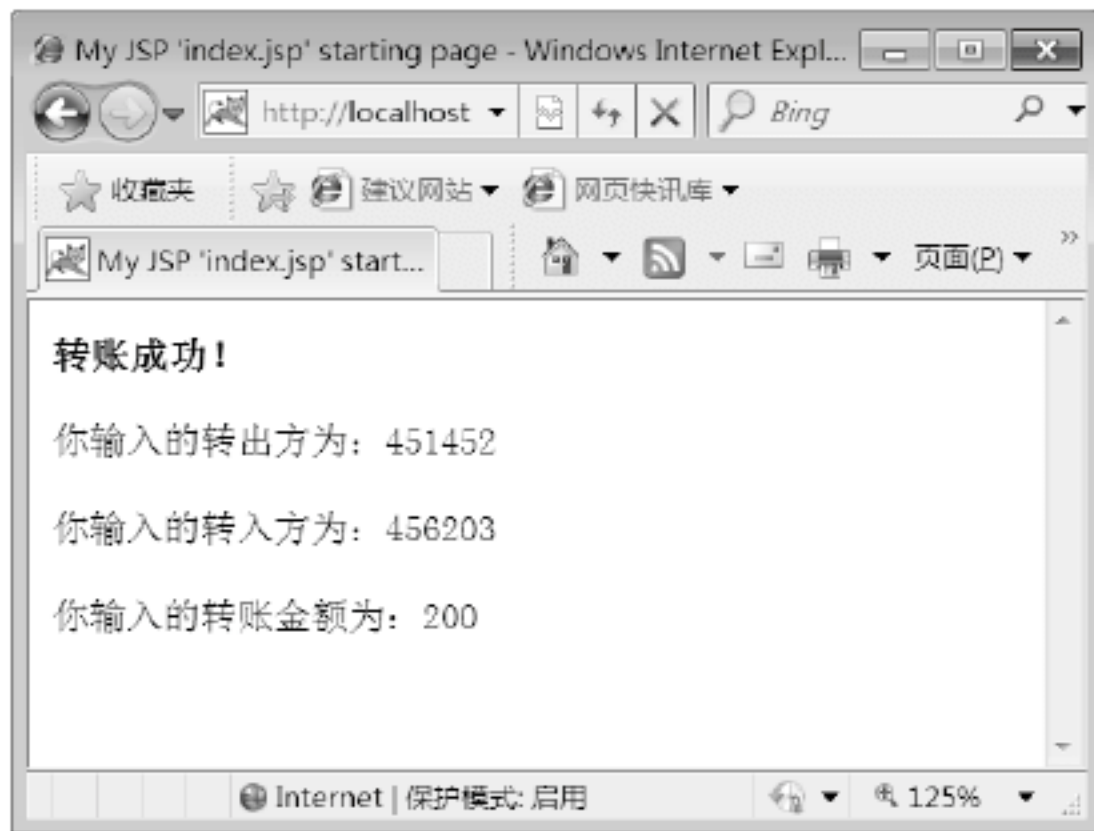 My JSP 'index.jsp' starting page - Windows Internet Expl...
http://localhost
Bing
收藏夹 建议网站 网页快讯库
My JSP 'index.jsp' start... 页面(P) »
转账成功！
你输入的转出方为：451452
你输入的转入方为：456203
你输入的转账金额为：200
Internet | 保护模式: 启用 125%